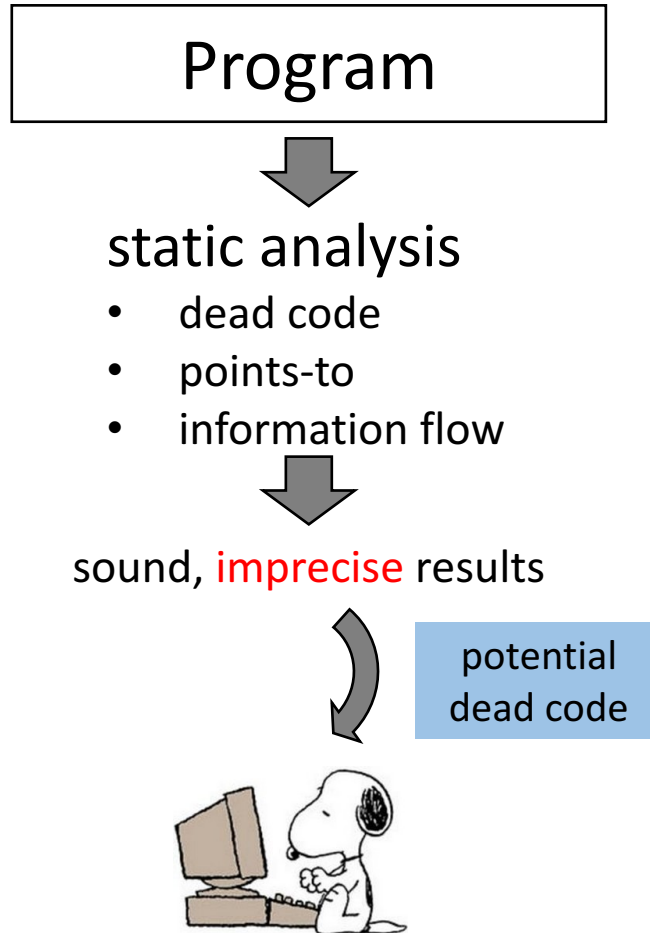 Program
static analysis
• dead code
• points-to
• information flow
sound, imprecise results
potential
dead code